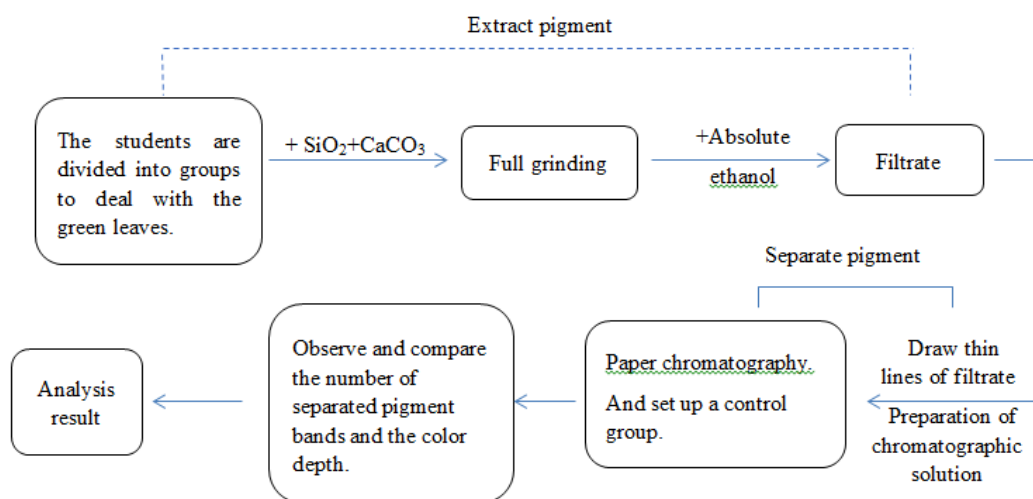 Extract pigment
The students are
divided into groups
to deal with the
green leaves.
+ SiO₂+CaCO₃
Full grinding
+Absolute
ethanol
Filtrate
Separate pigment
Draw thin
lines of filtrate
Preparation of
chromatographic
solution
Paper chromatography.
And set up a control
group.
Observe and compare
the number of
separated pigment
bands and the color
depth.
Analysis
result